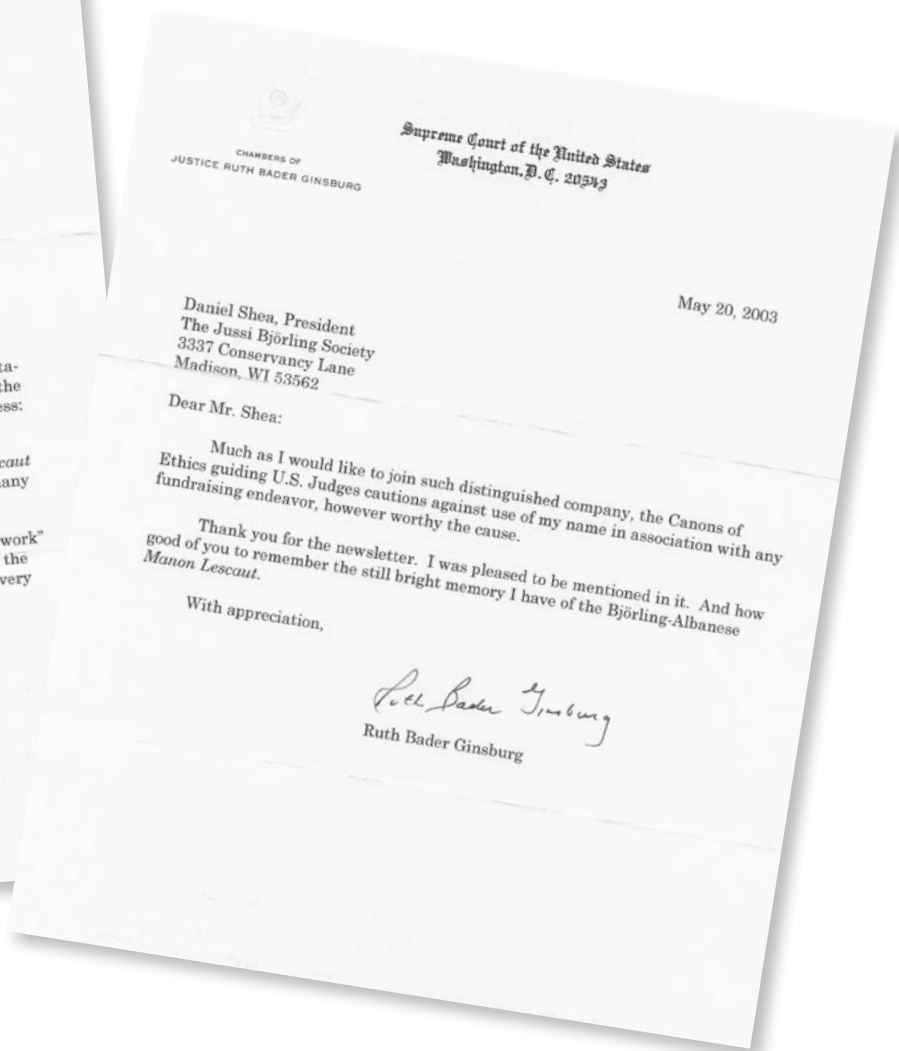 ta-
the
ess:
caut
any
work"
the
very
CHAMBERS OF
JUSTICE RUTH BADER GINSBURG
Supreme Court of the United States
Washington, D. C. 20543
May 20, 2003
Daniel Shea, President
The Jussi Björling Society
3337 Conservancy Lane
Madison, WI 53562
Dear Mr. Shea:
Much as I would like to join such distinguished company, the Canons of
Ethics guiding U.S. Judges cautions against use of my name in association with any
fundraising endeavor, however worthy the cause.
Thank you for the newsletter. I was pleased to be mentioned in it. And how
good of you to remember the still bright memory I have of the Björling-Albanese
Manon Lescaut.
With appreciation,
Ruth Bader Ginsburg
Ruth Bader Ginsburg